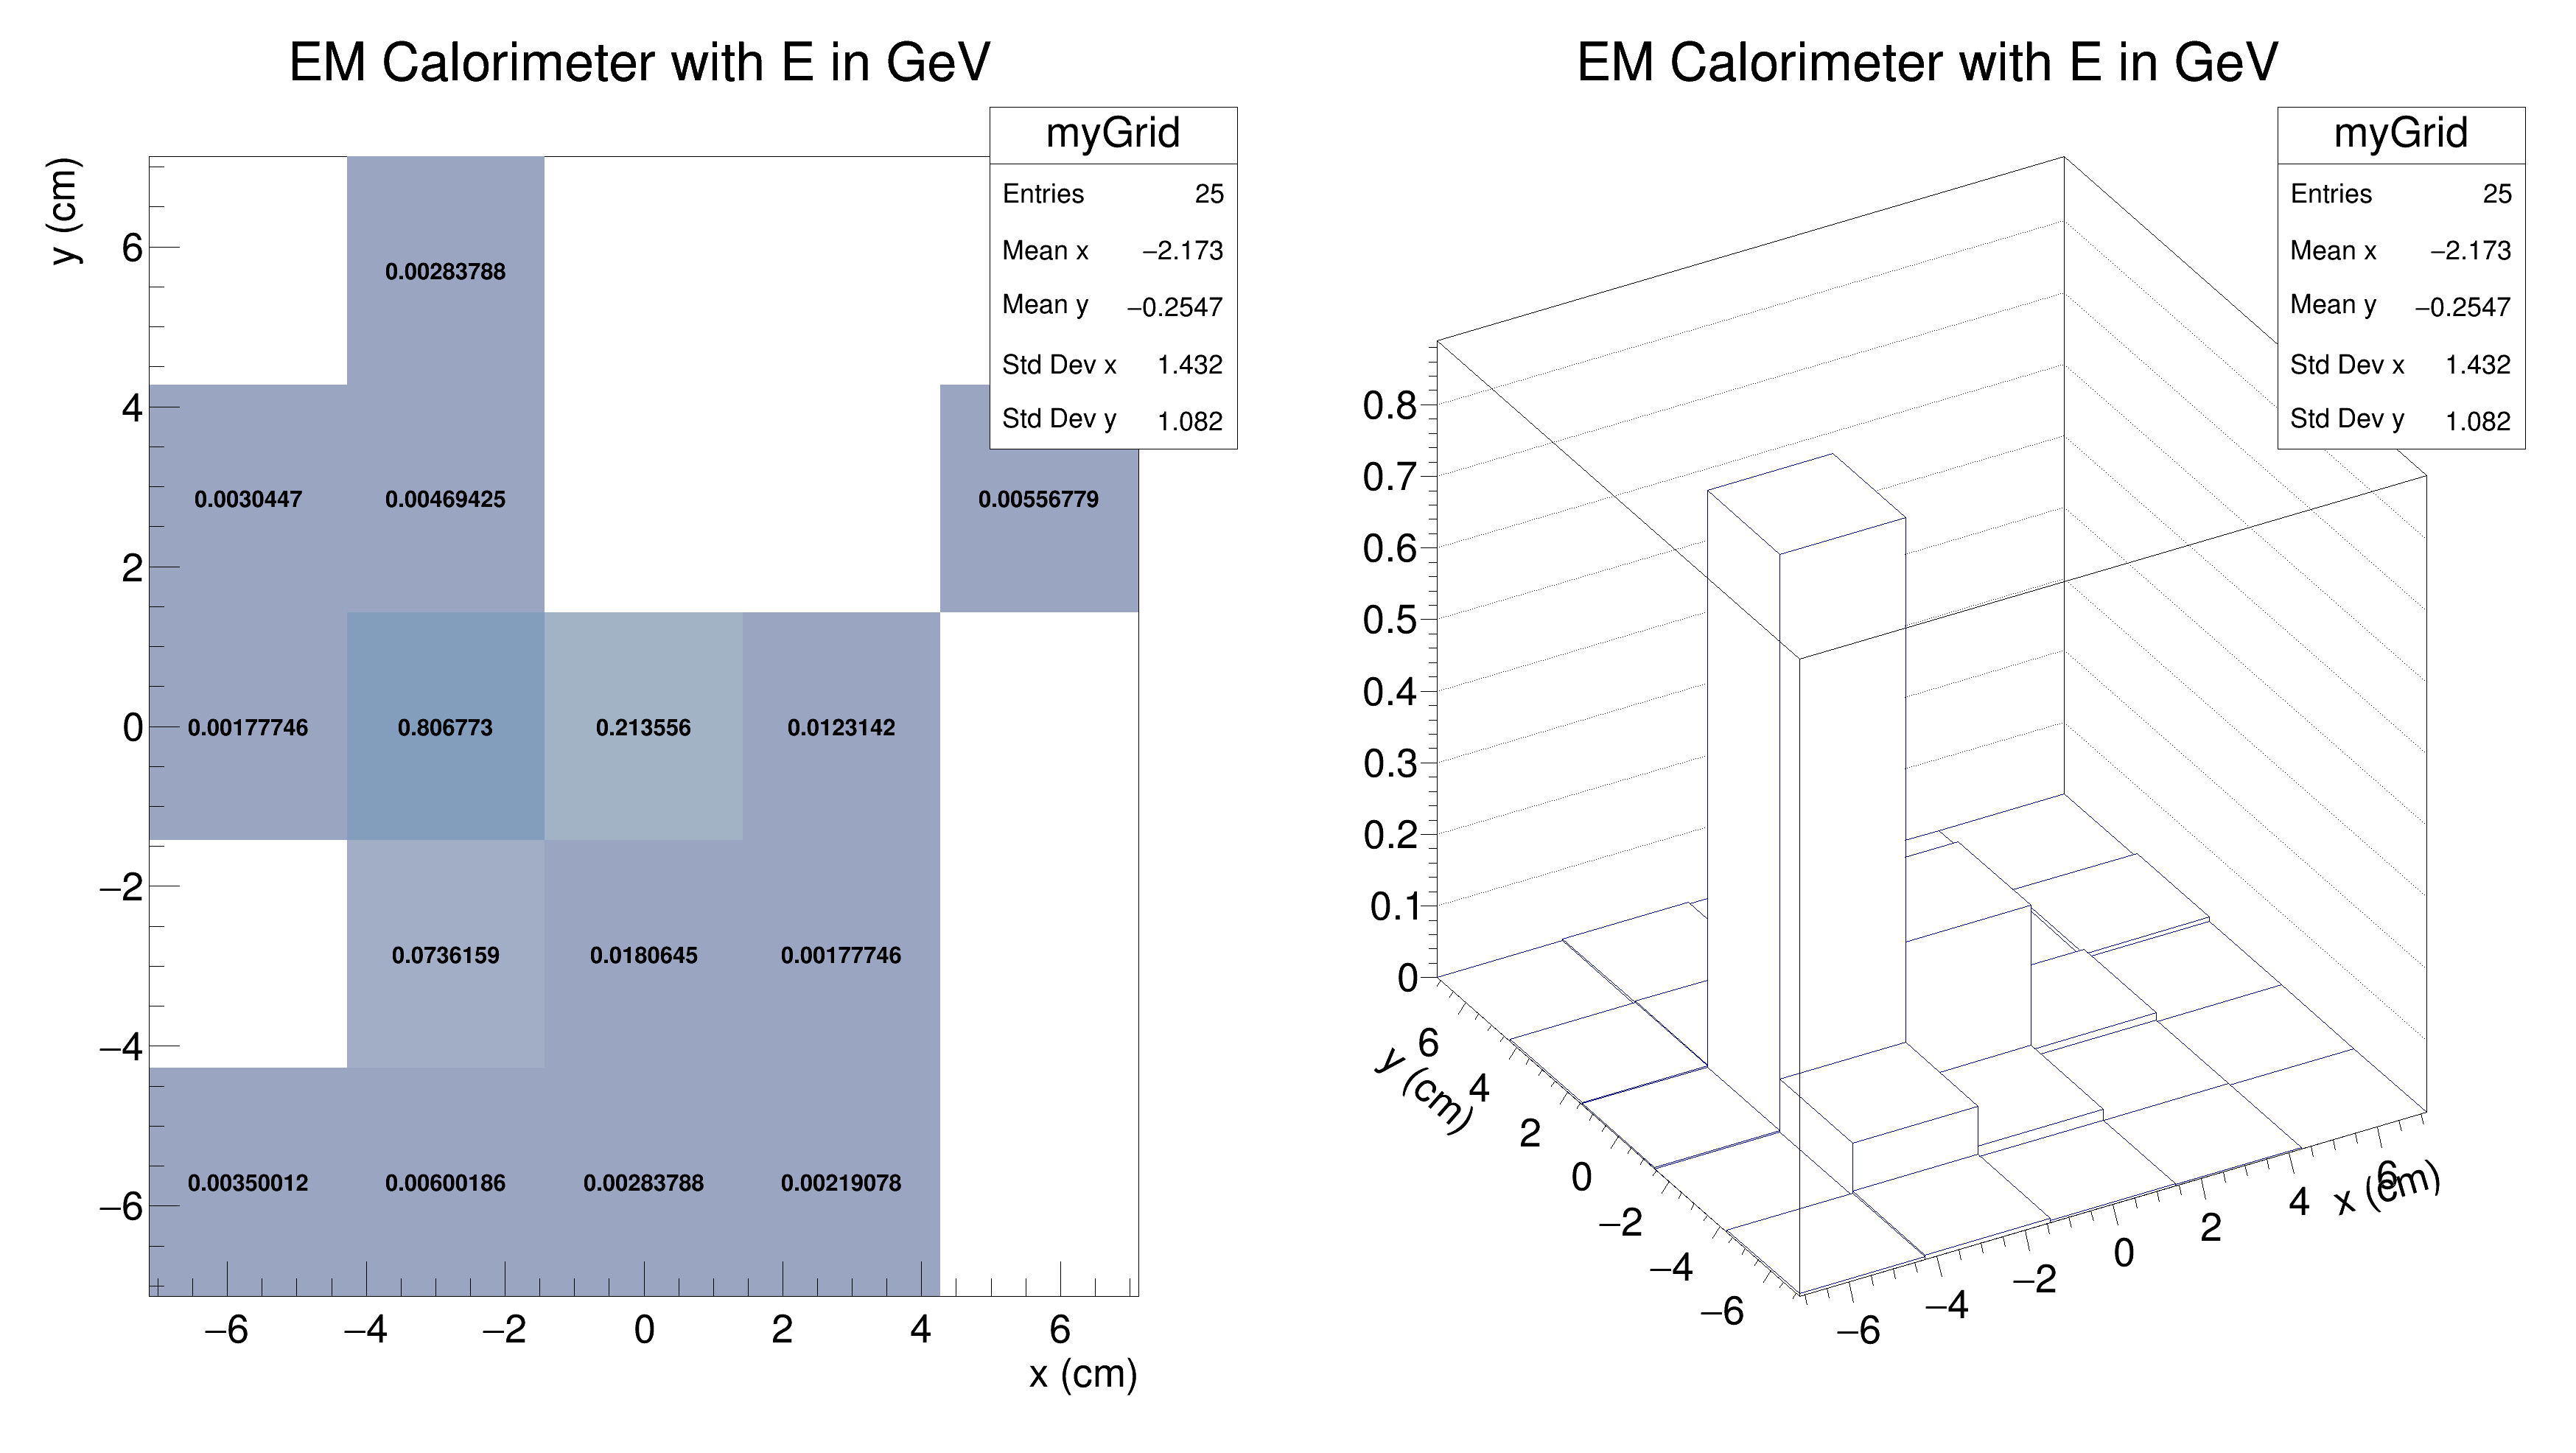 EM Calorimeter with E in GeV
myGrid
Entries 25
Mean x −2.173
Mean y −0.2547
Std Dev x 1.432
Std Dev y 1.082
y (cm)
6
4
2
0
−2
−4
−6
0.00283788
0.0030447 0.00469425 0.00556779
0.00177746 0.806773 0.213556 0.0123142
0.0736159 0.0180645 0.00177746
0.00350012 0.00600186 0.00283788 0.00219078
−6 −4 −2 0 2 4 6
x (cm)
EM Calorimeter with E in GeV
myGrid
Entries 25
Mean x −2.173
Mean y −0.2547
Std Dev x 1.432
Std Dev y 1.082
0.8
0.7
0.6
0.5
0.4
0.3
0.2
0.1
0
y (cm)
6
4
2
0
−2
−4
−6
−6 −4 −2 0 2 4 6
x (cm)